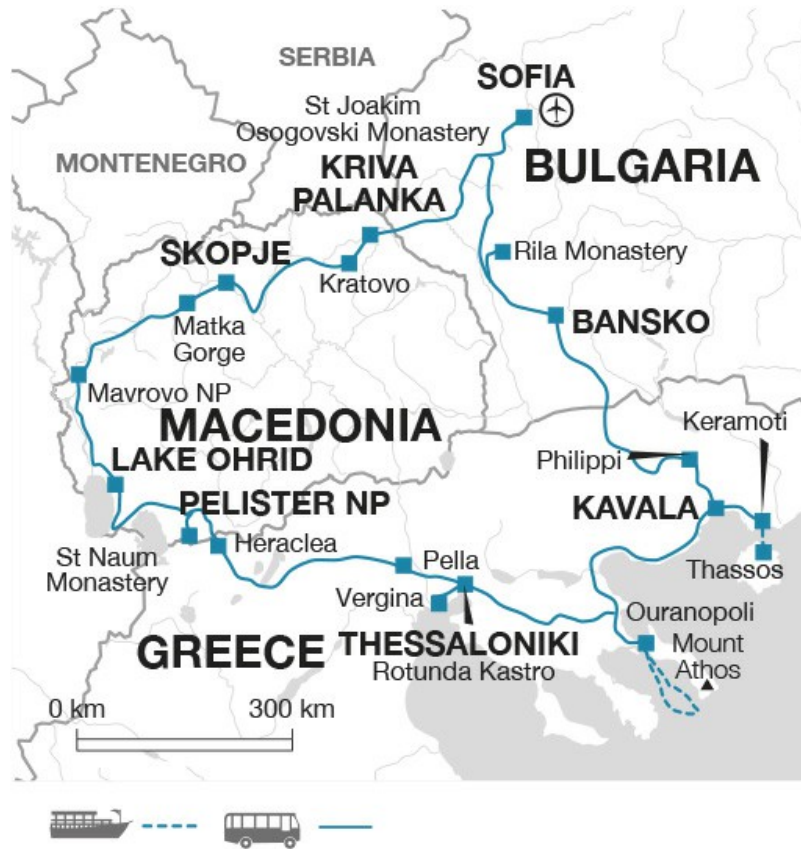 SERBIA
SOFIA
St Joakim
Osogovski Monastery
MONTENEGRO
KRIVA
PALANKA
BULGARIA
SKOPJE
Rila Monastery
Kratovo
Matka
Gorge
BANSKO
Mavrovo NP
MACEDONIA
Keramoti
LAKE OHRID
Philippi
PELISTER NP
KAVALA
Heraclea
St Naum
Monastery
Pella
Thassos
Vergina
Ouranopoli
GREECE
THESSALONIKI
Rotunda Kastro
Mount
Athos
0 km
300 km